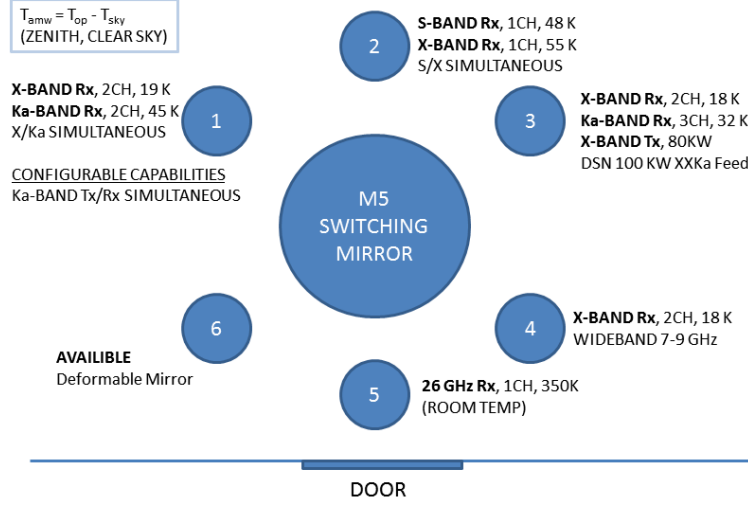 T_amw = T_op - T_sky
(ZENITH, CLEAR SKY)
2
S-BAND Rx, 1CH, 48 K
X-BAND Rx, 1CH, 55 K
S/X SIMULTANEOUS
X-BAND Rx, 2CH, 19 K
Ka-BAND Rx, 2CH, 45 K
X/Ka SIMULTANEOUS
CONFIGURABLE CAPABILITIES
Ka-BAND Tx/Rx SIMULTANEOUS
1
3
X-BAND Rx, 2CH, 18 K
Ka-BAND Rx, 3CH, 32 K
X-BAND Tx, 80KW
DSN 100 KW XXKa Feed
M5
SWITCHING
MIRROR
6
AVAILIBLE
Deformable Mirror
4
X-BAND Rx, 2CH, 18 K
WIDEBAND 7-9 GHz
5
26 GHz Rx, 1CH, 350K
(ROOM TEMP)
DOOR